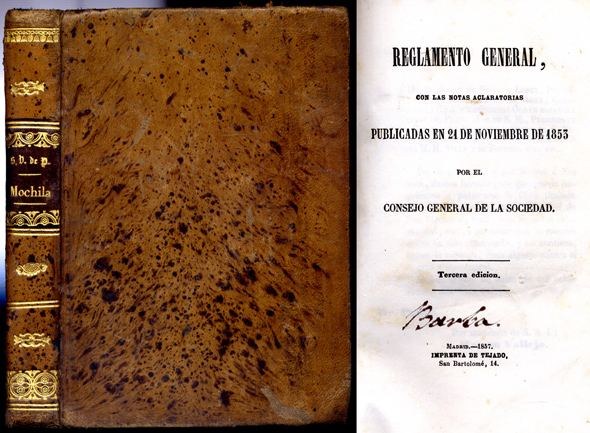 S. V. de P.
Mochila
REGLAMENTO GENERAL,
CON LAS NOTAS ACLARATORIAS
PUBLICADAS EN 21 DE NOVIEMBRE DE 1853
POR EL
CONSEJO GENERAL DE LA SOCIEDAD.
Tercera edicion.
Barba.
MADRID.—1857.
IMPRENTA DE TEJADO,
San Bartolomé, 14.